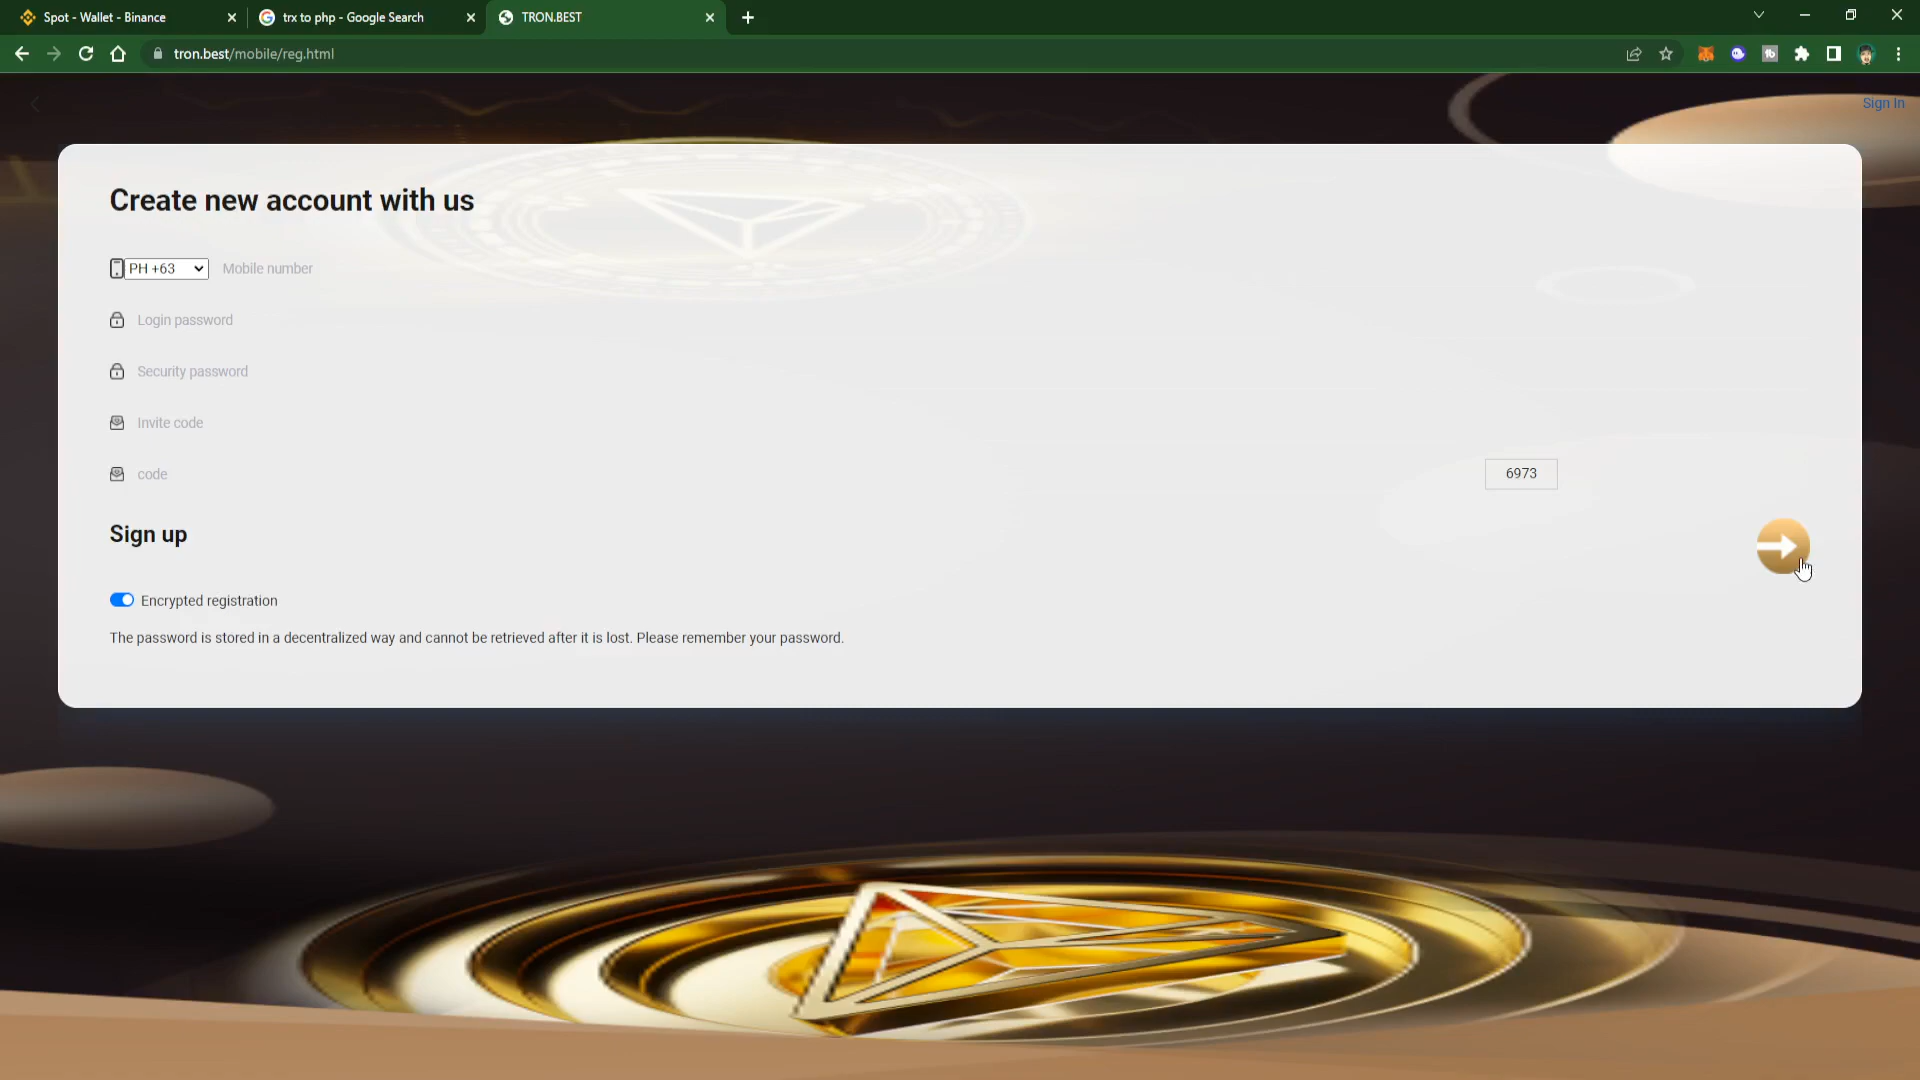 Spot - Wallet - Binance
trx to php - Google Search
TRON.BEST
tron.best/mobile/reg.html
Sign In
Create new account with us
PH +63
Mobile number
Login password
Security password
Invite code
code
6973
Sign up
Encrypted registration
The password is stored in a decentralized way and cannot be retrieved after it is lost. Please remember your password.